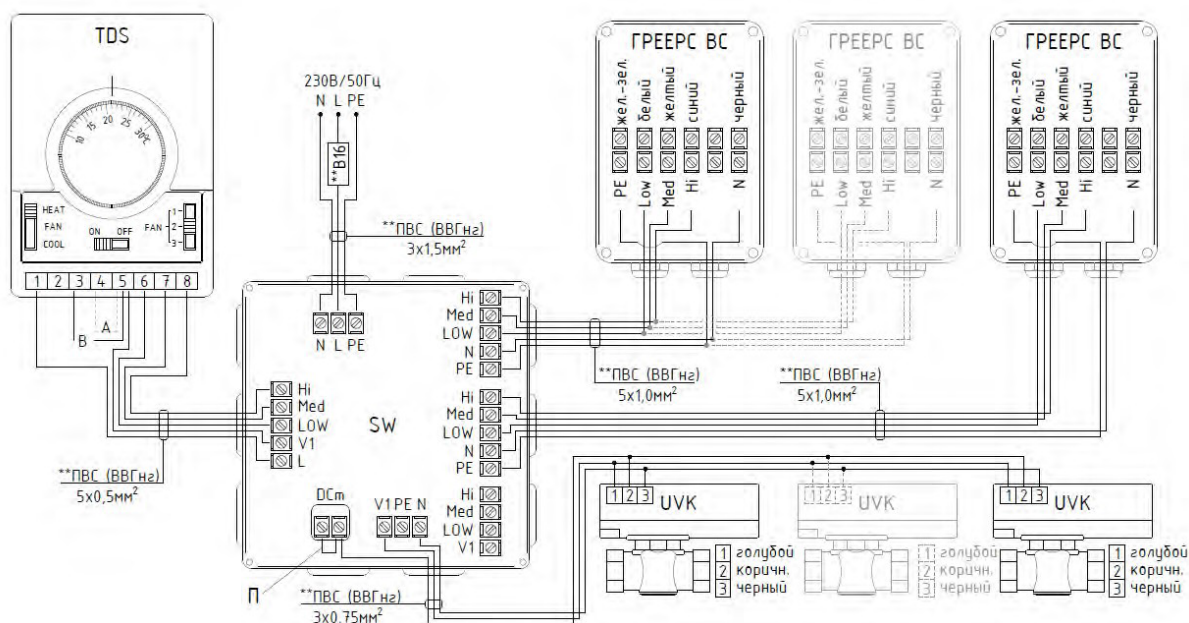 TDS
10 15 20 25 30°C
HEAT
FAN
COOL
ON OFF
FAN
1
2
3
1 2 3 4 5 6 7 8
A
B
**ПВС (ВВГнг)
5х0,5мм²
230В/50Гц
N L PE
**B16
**ПВС (ВВГнг)
3х1,5мм²
N L PE
Hi
Med
LOW
V1
L
SW
DCm
П
V1 PE N
Hi
Med
LOW
N
PE
Hi
Med
LOW
N
PE
Hi
Med
LOW
V1
**ПВС (ВВГнг)
3х0.75мм²
**ПВС (ВВГнг)
5х1,0мм²
**ПВС (ВВГнг)
5х1,0мм²
ГРЕЕРС ВС
жел.-зел.
белый
желтый
синий
черный
PE
Low
Med
Hi
N
ГРЕЕРС ВС
жел.-зел.
белый
желтый
синий
черный
PE
Low
Med
Hi
N
ГРЕЕРС ВС
жел.-зел.
белый
желтый
синий
черный
PE
Low
Med
Hi
N
1 2 3
UVK
1 голубой
2 коричн.
3 черный
1 2 3
UVK
1 голубой
2 коричн.
3 черный
1 2 3
UVK
1 голубой
2 коричн.
3 черный